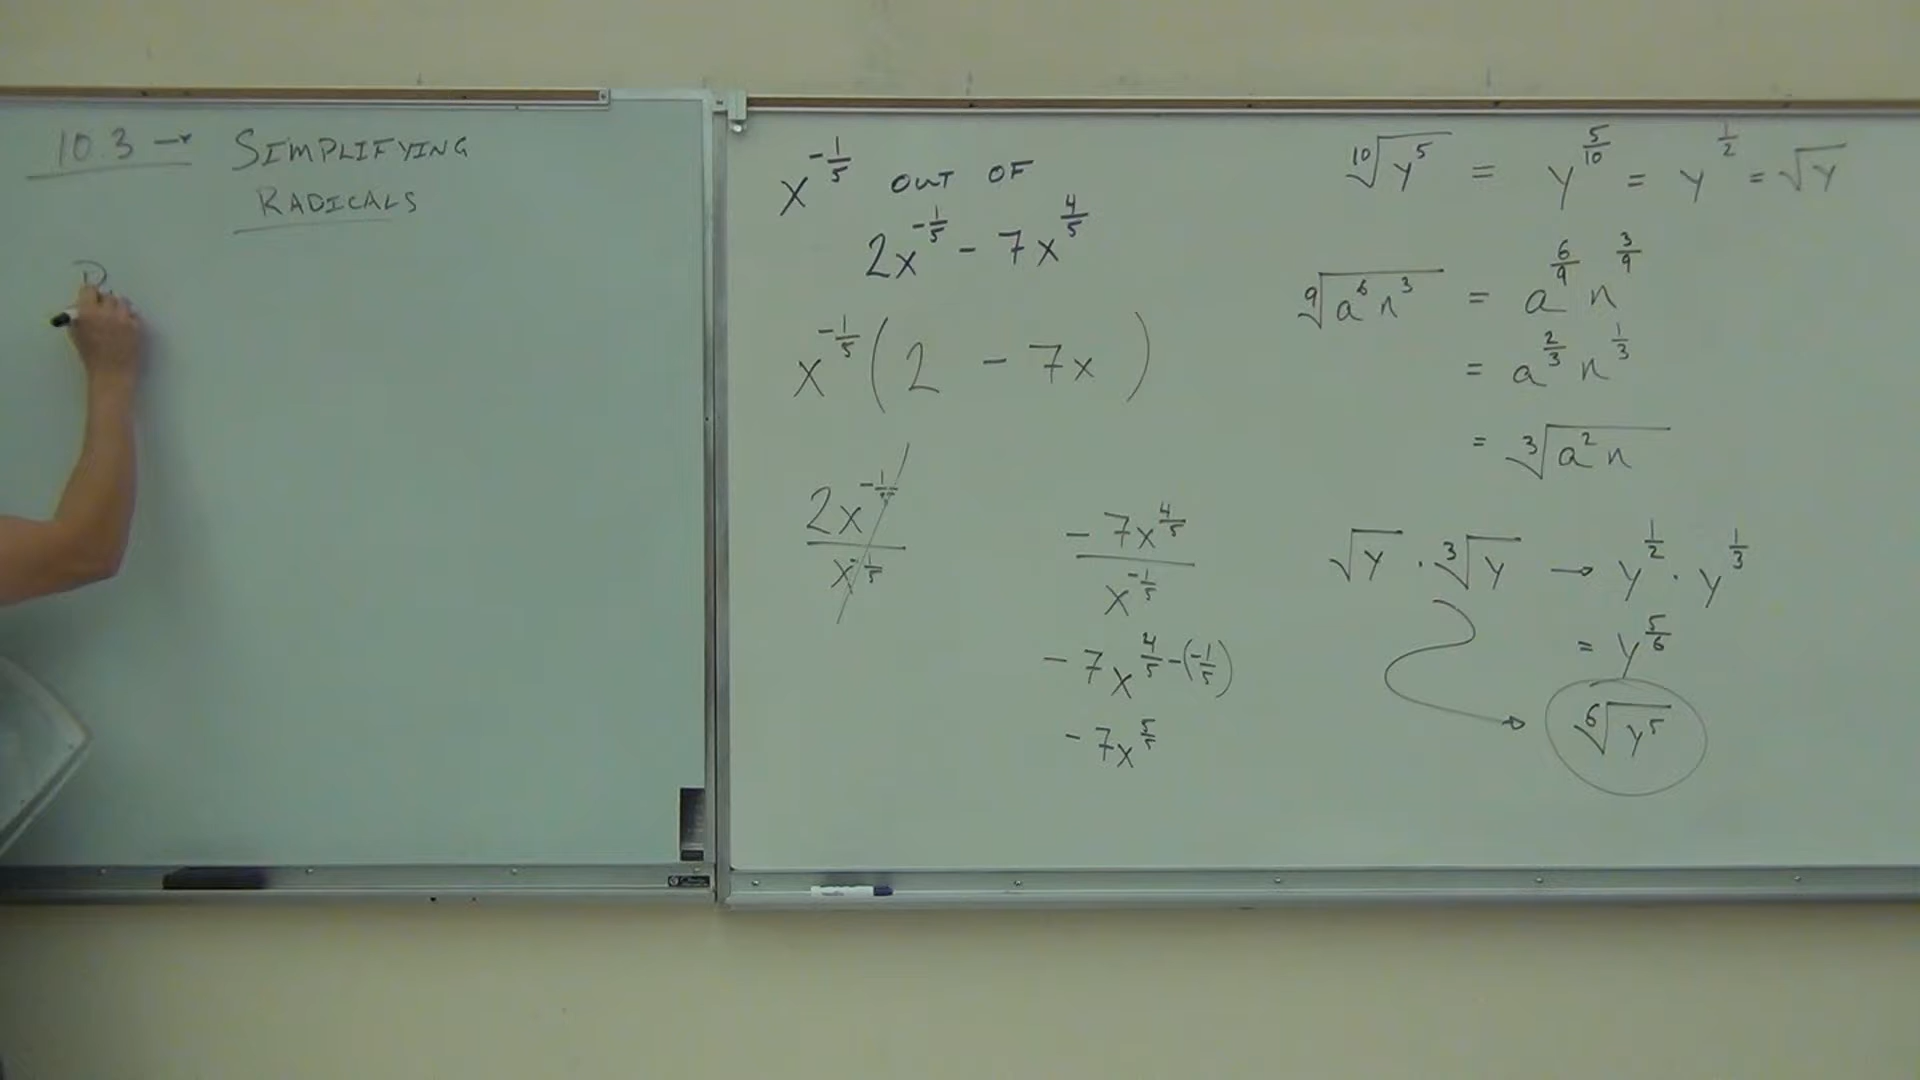 10.3 → SIMPLIFYING
RADICALS
x^{-1/5} OUT OF
2x^{-1/5} - 7x^{4/5}
x^{-1/5}(2 - 7x)
2x^{-1/5} / x^{-1/5}
-7x^{4/5} / x^{-1/5}
-7x^{4/5-(-1/5)}
-7x^{5/5}
¹⁰√(y⁵) = y^{5/10} = y^{1/2} = √y
⁹√(a⁶n³) = a^{6/9} n^{3/9}
= a^{2/3} n^{1/3}
= ³√(a²n)
√y · ³√y → y^{1/2} · y^{1/3}
= y^{5/6}
→ ⁶√(y⁵)